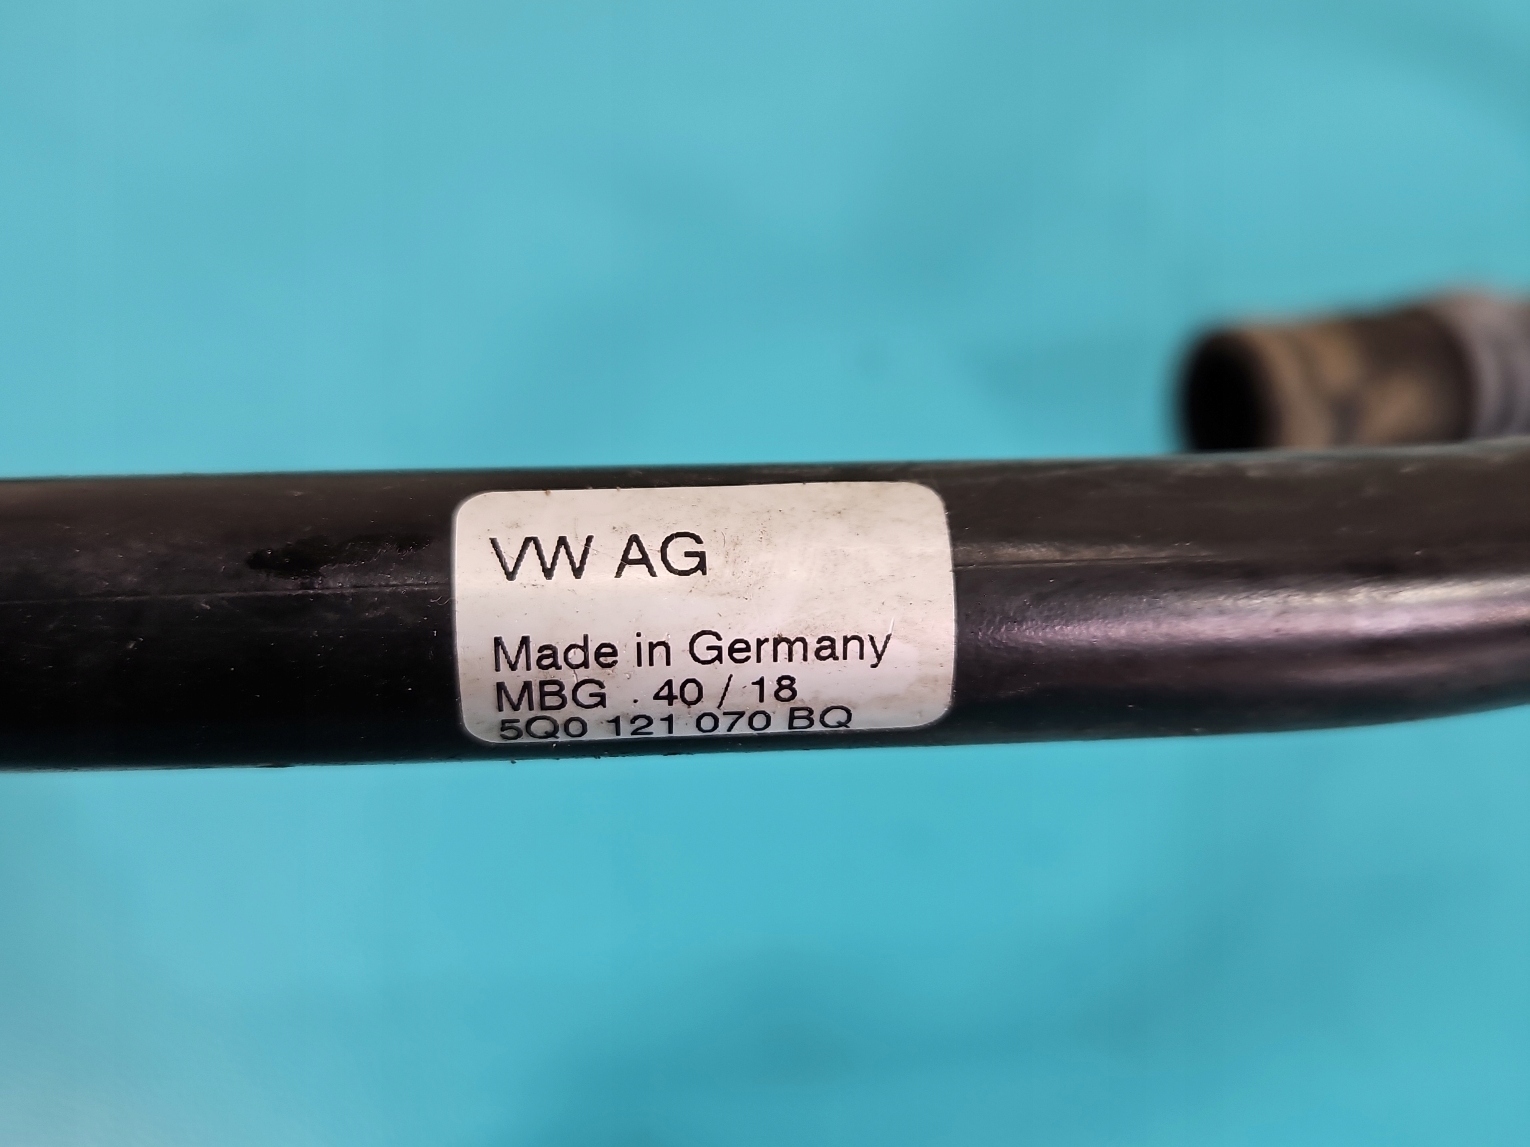 VW AG
Made in Germany
MBG . 40 / 18
5Q0 121 070 BQ